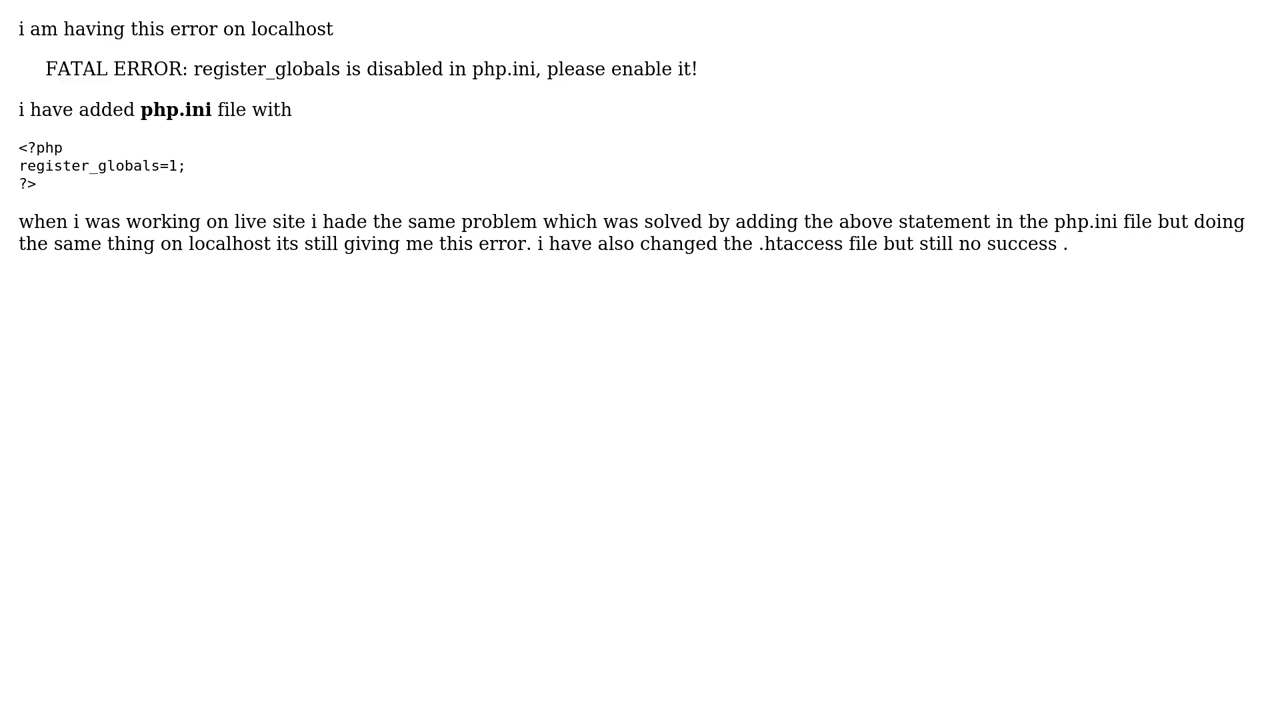 i am having this error on localhost
FATAL ERROR: register_globals is disabled in php.ini, please enable it!
i have added php.ini file with
<?php
register_globals=1;
?>
when i was working on live site i hade the same problem which was solved by adding the above statement in the php.ini file but doing
the same thing on localhost its still giving me this error. i have also changed the .htaccess file but still no success .